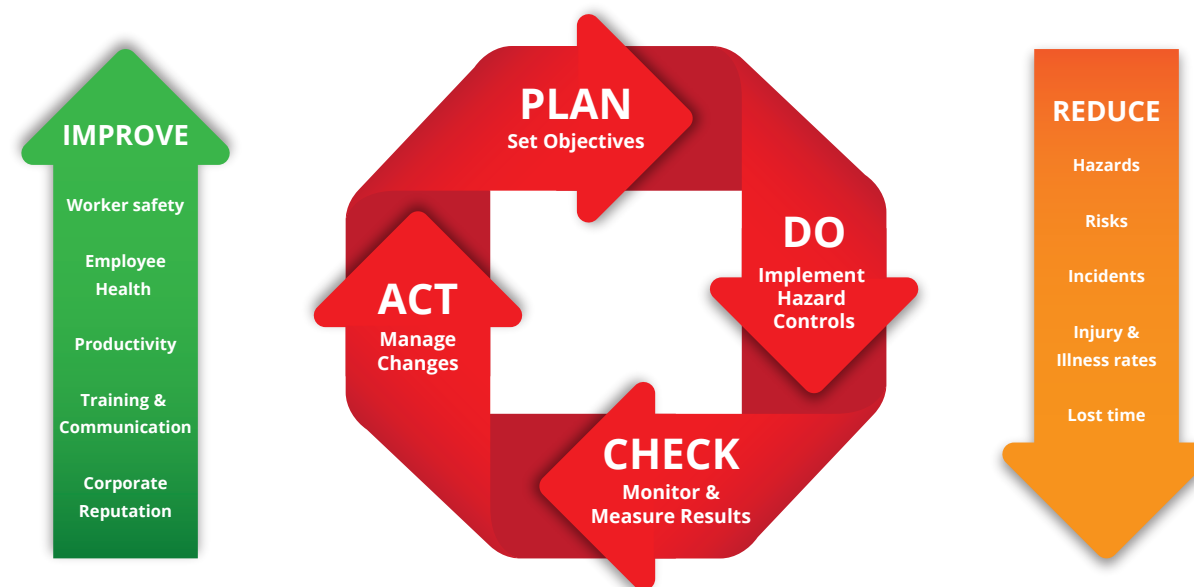 IMPROVE
Worker safety
Employee
Health
Productivity
Training &
Communication
Corporate
Reputation
PLAN
Set Objectives
DO
Implement
Hazard
Controls
CHECK
Monitor &
Measure Results
ACT
Manage
Changes
REDUCE
Hazards
Risks
Incidents
Injury &
Illness rates
Lost time